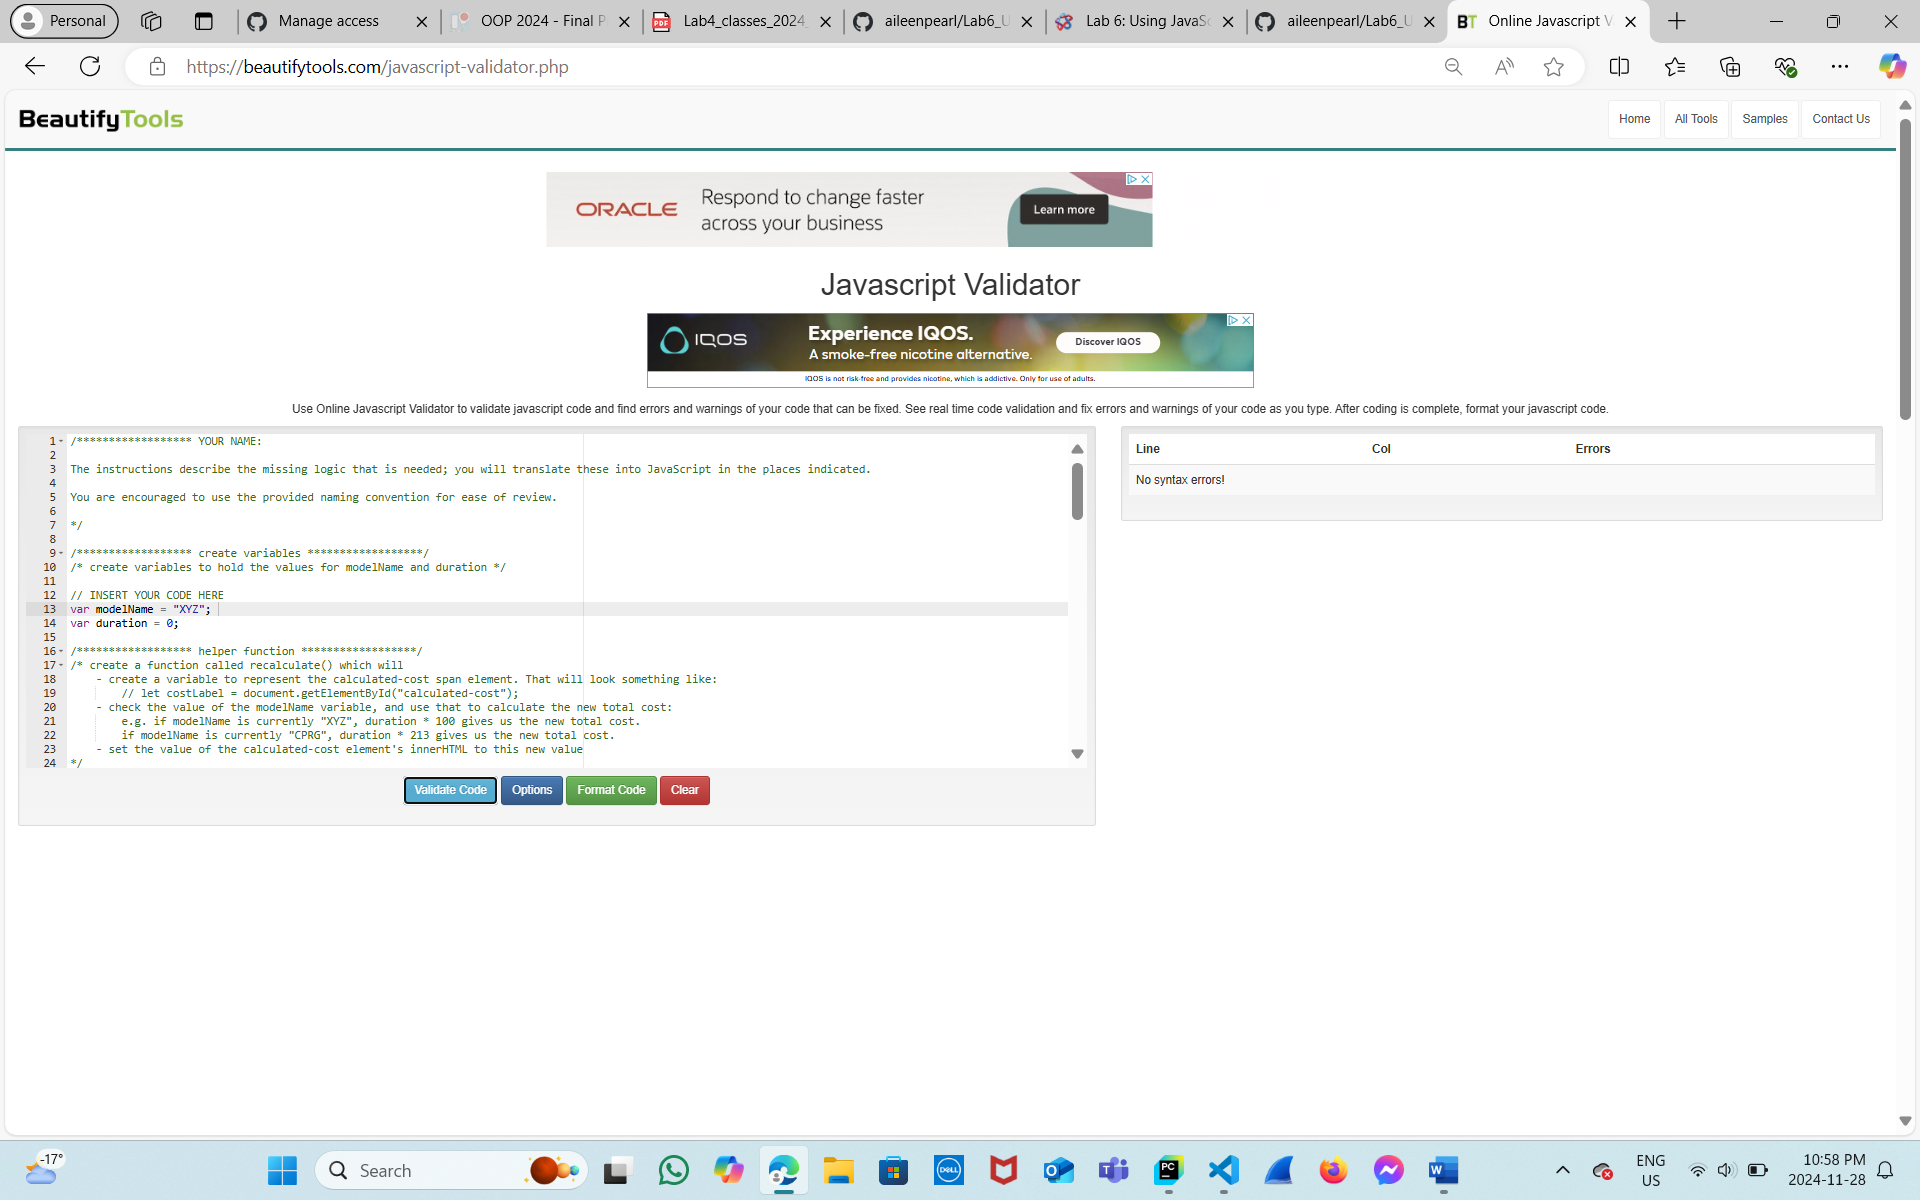 Personal
Manage access
OOP 2024 - Final P
Lab4_classes_2024_
aileenpearl/Lab6_U
Lab 6: Using JavaSc
aileenpearl/Lab6_U
BT Online Javascript V
https://beautifytools.com/javascript-validator.php
BeautifyTools
Home
All Tools
Samples
Contact Us
ORACLE
Respond to change faster
across your business
Learn more
Javascript Validator
IQOS
Experience IQOS.
A smoke-free nicotine alternative.
Discover IQOS
IQOS is not risk-free and provides nicotine, which is addictive. Only for use of adults.
Use Online Javascript Validator to validate javascript code and find errors and warnings of your code that can be fixed. See real time code validation and fix errors and warnings of your code as you type. After coding is complete, format your javascript code.
1 /****************** YOUR NAME:
2
3 The instructions describe the missing logic that is needed; you will translate these into JavaScript in the places indicated.
4
5 You are encouraged to use the provided naming convention for ease of review.
6
7 */
8
9 /****************** create variables ******************/
10 /* create variables to hold the values for modelName and duration */
11
12 // INSERT YOUR CODE HERE
13 var modelName = "XYZ";
14 var duration = 0;
15
16 /****************** helper function ******************/
17 /* create a function called recalculate() which will
18 - create a variable to represent the calculated-cost span element. That will look something like:
19 // let costLabel = document.getElementById("calculated-cost");
20 - check the value of the modelName variable, and use that to calculate the new total cost:
21 e.g. if modelName is currently "XYZ", duration * 100 gives us the new total cost.
22 if modelName is currently "CPRG", duration * 213 gives us the new total cost.
23 - set the value of the calculated-cost element's innerHTML to this new value
24 */
Validate Code
Options
Format Code
Clear
Line Col Errors
No syntax errors!
-17°
Search
DELL
PC
ENG
US
10:58 PM
2024-11-28